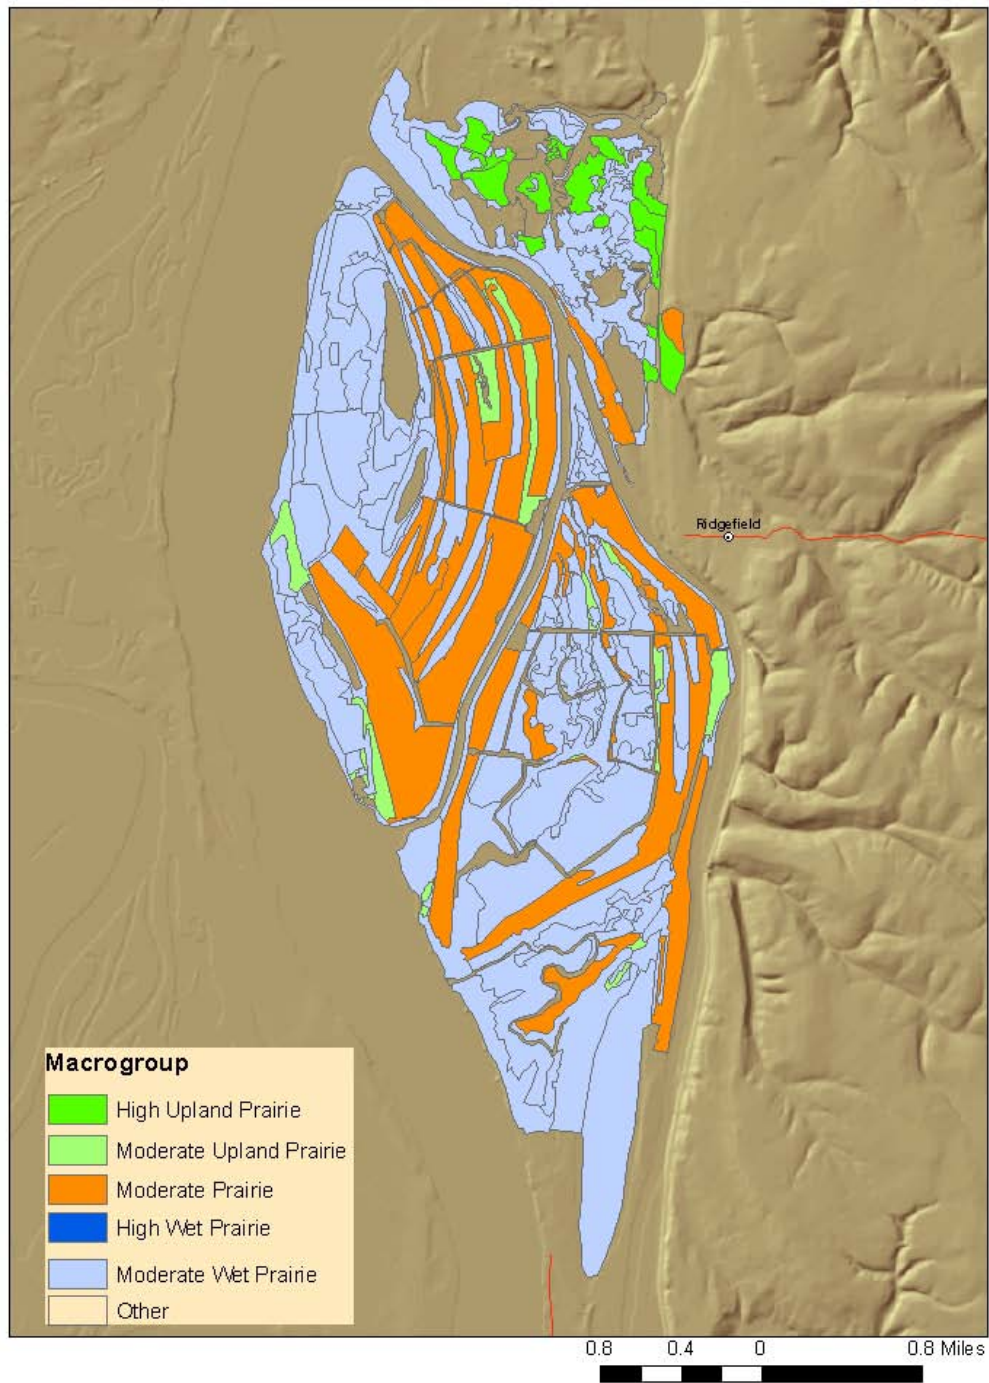 Ridgefield
Macrogroup
High Upland Prairie
Moderate Upland Prairie
Moderate Prairie
High Wet Prairie
Moderate Wet Prairie
Other
0.8 0.4 0 0.8 Miles